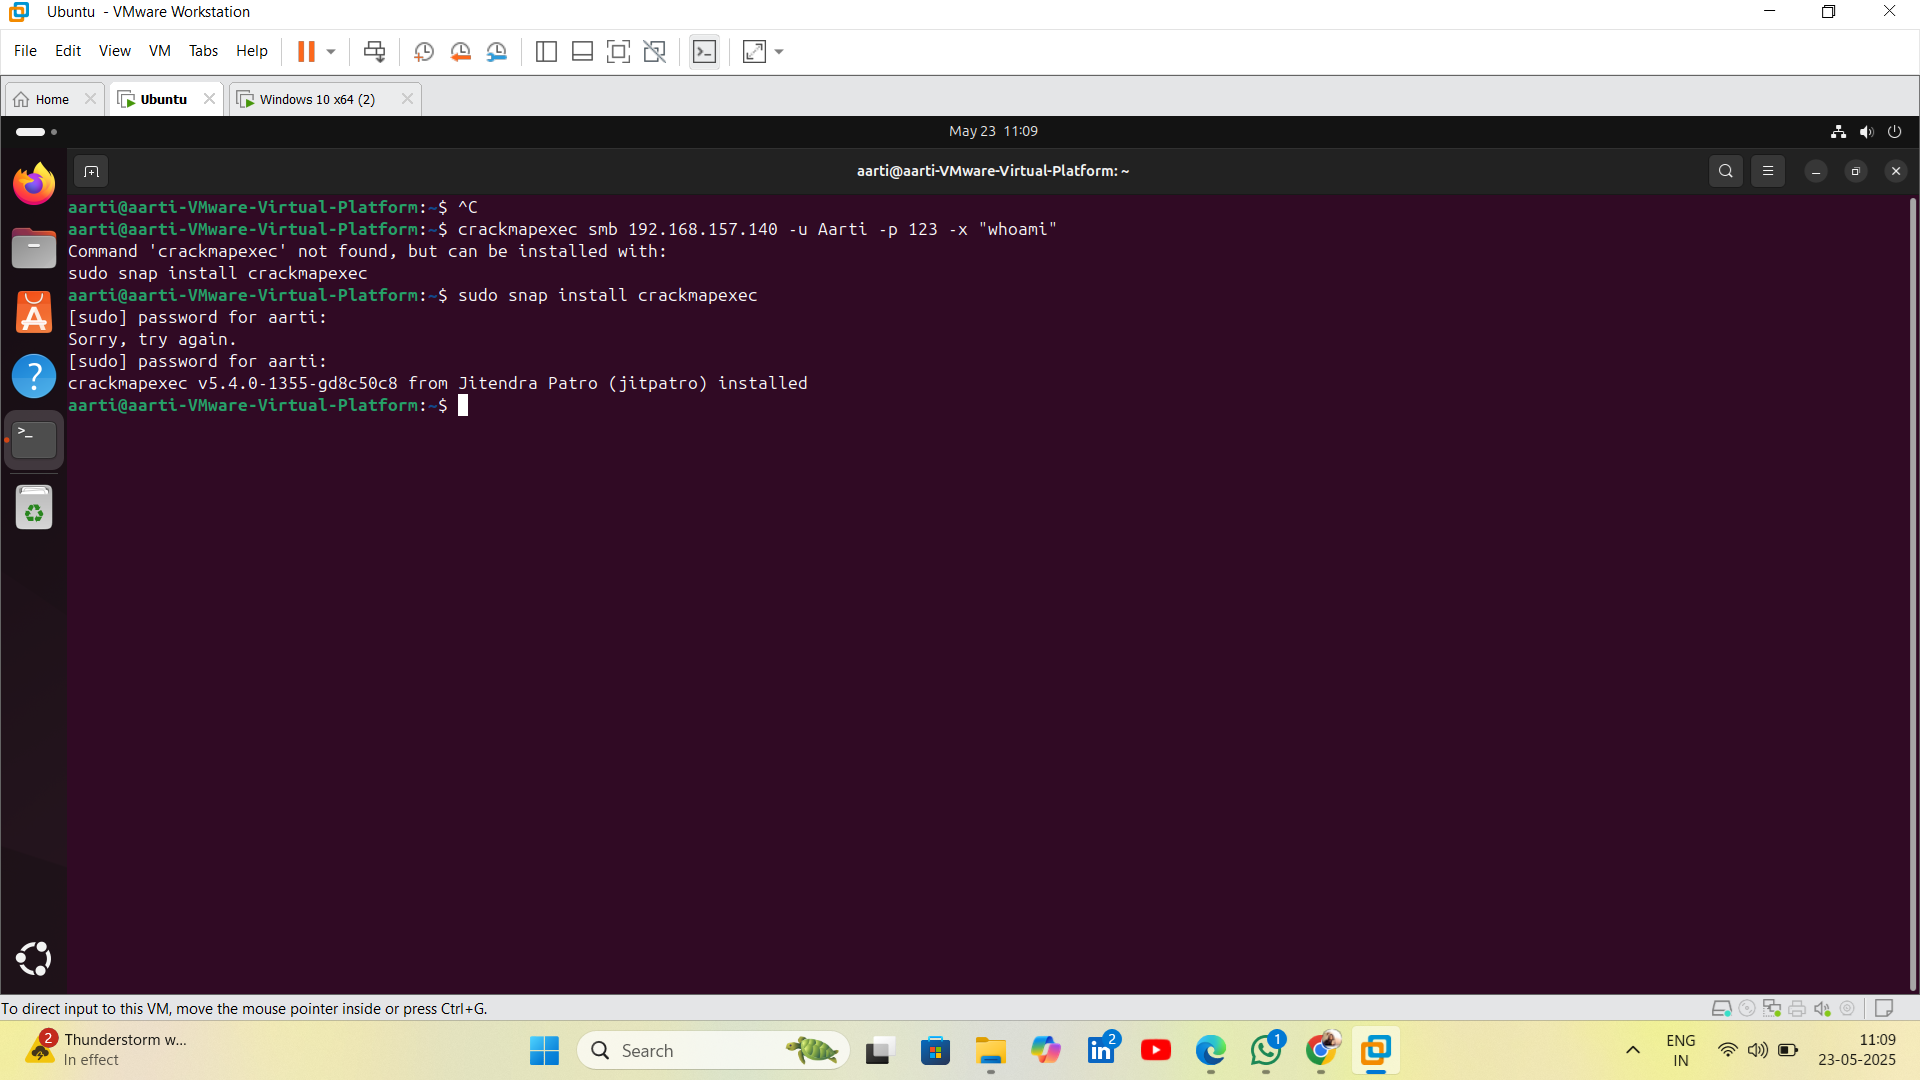 Ubuntu - VMware Workstation
File Edit View VM Tabs Help
Home Ubuntu Windows 10 x64 (2)
May 23 11:09
aarti@aarti-VMware-Virtual-Platform: ~
aarti@aarti-VMware-Virtual-Platform:~$ ^C
aarti@aarti-VMware-Virtual-Platform:~$ crackmapexec smb 192.168.157.140 -u Aarti -p 123 -x "whoami"
Command 'crackmapexec' not found, but can be installed with:
sudo snap install crackmapexec
aarti@aarti-VMware-Virtual-Platform:~$ sudo snap install crackmapexec
[sudo] password for aarti:
Sorry, try again.
[sudo] password for aarti:
crackmapexec v5.4.0-1355-gd8c50c8 from Jitendra Patro (jitpatro) installed
aarti@aarti-VMware-Virtual-Platform:~$
To direct input to this VM, move the mouse pointer inside or press Ctrl+G.
2
Thunderstorm w...
In effect
Search
2
1
ENG
IN
11:09
23-05-2025